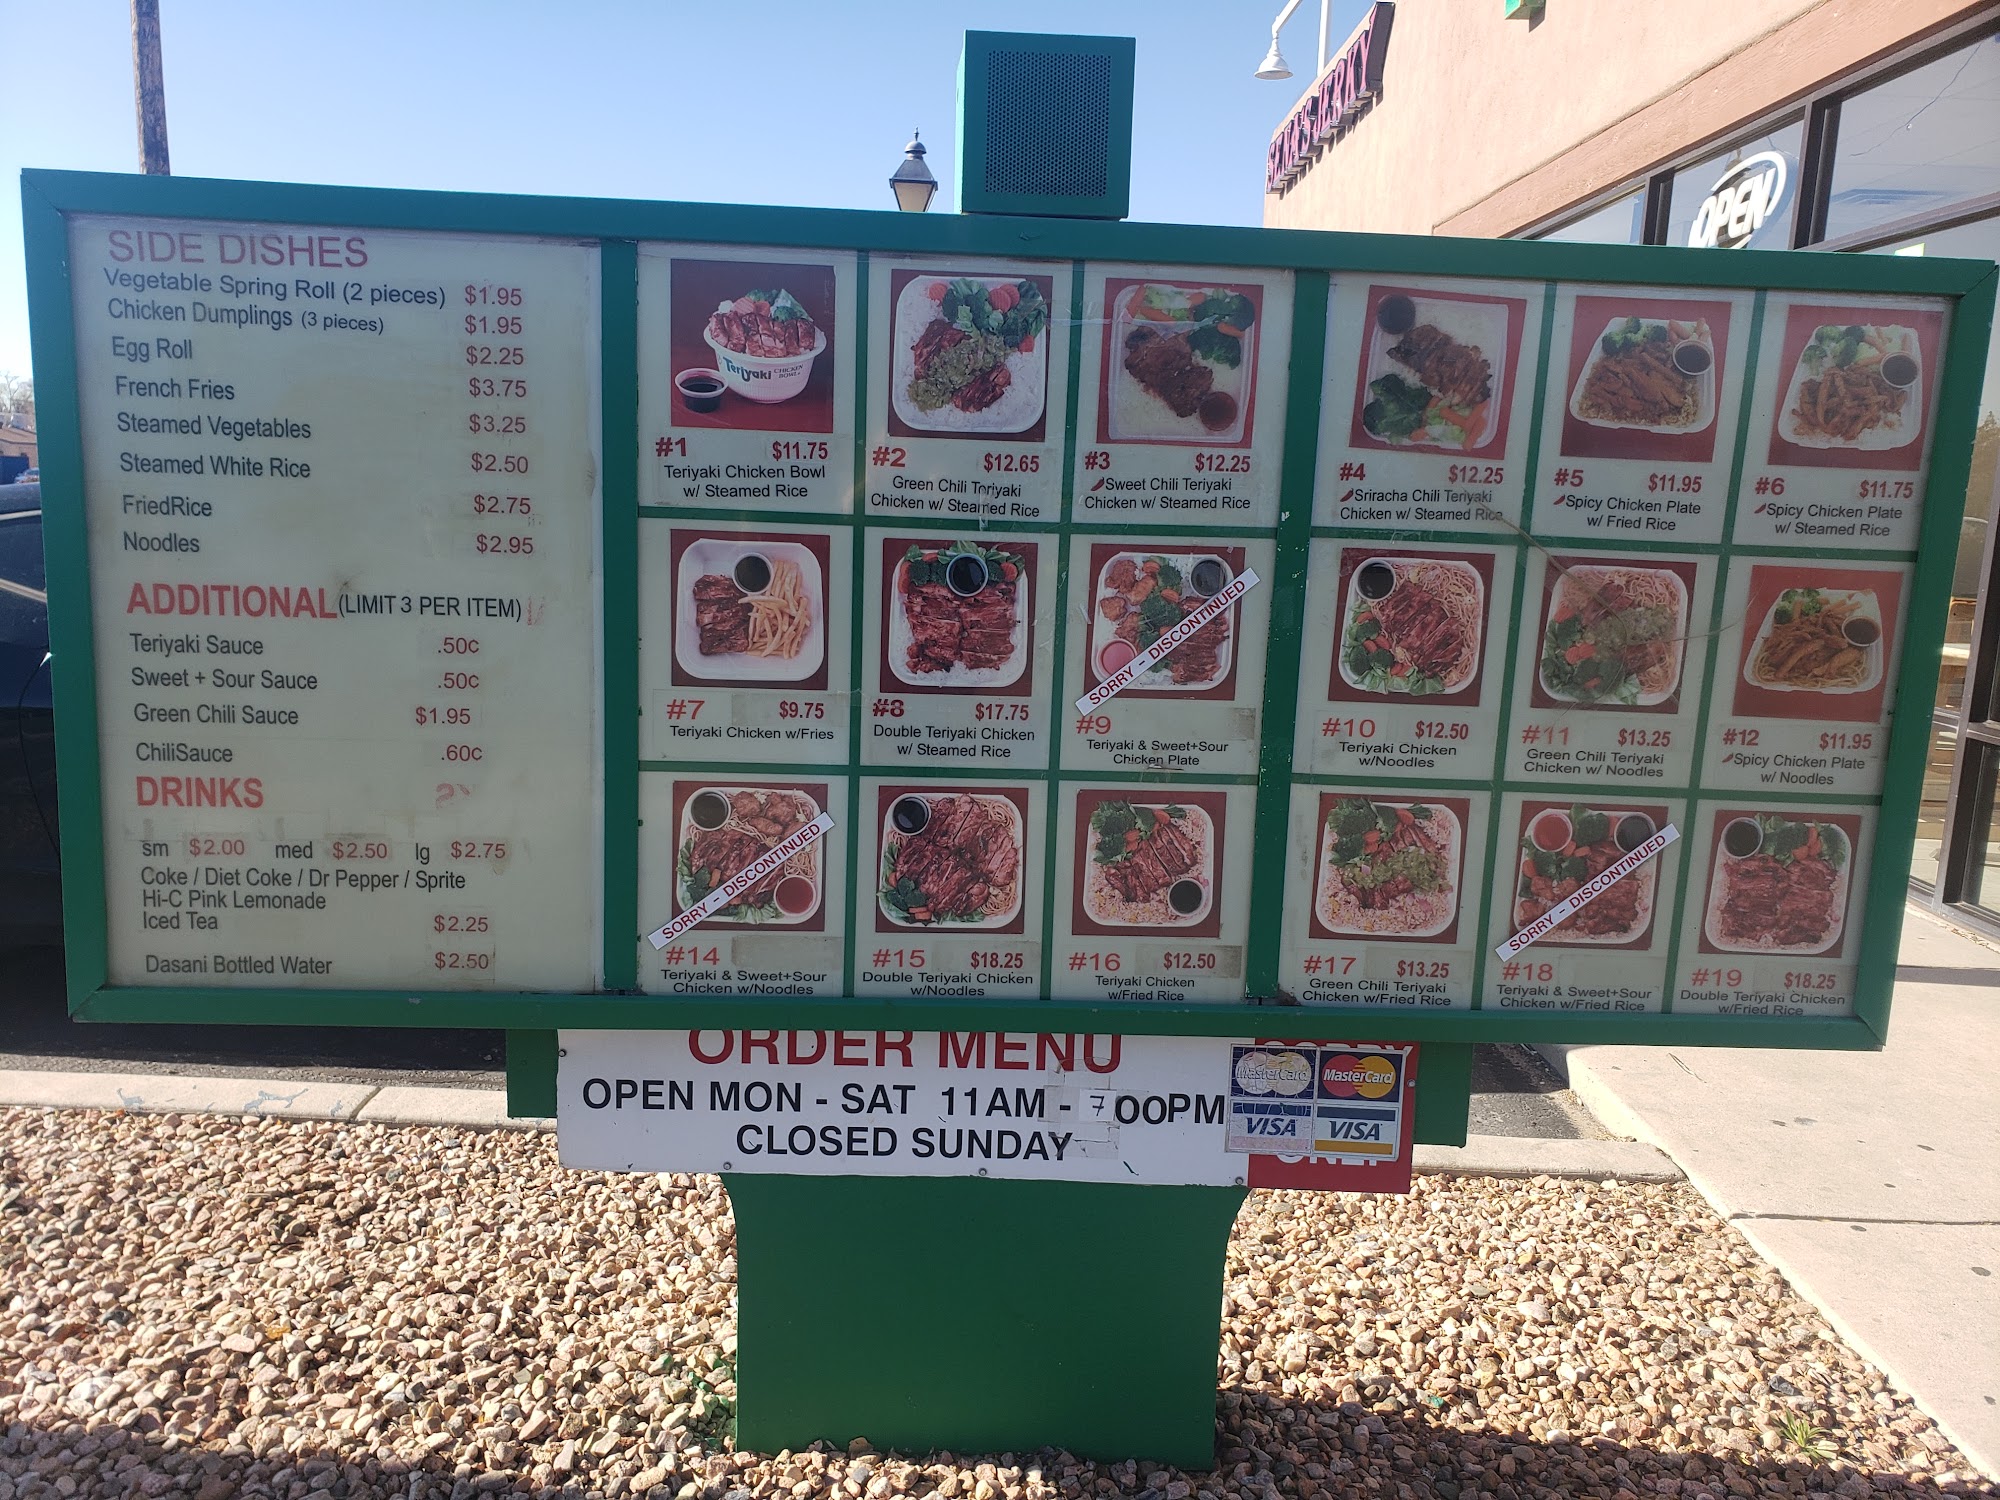 SENA'S JERKY
OPEN
SIDE DISHES
Vegetable Spring Roll (2 pieces) $1.95
Chicken Dumplings (3 pieces) $1.95
Egg Roll $2.25
French Fries $3.75
Steamed Vegetables $3.25
Steamed White Rice $2.50
FriedRice $2.75
Noodles $2.95
ADDITIONAL (LIMIT 3 PER ITEM)
Teriyaki Sauce .50¢
Sweet + Sour Sauce .50¢
Green Chili Sauce $1.95
ChiliSauce .60¢
DRINKS
sm $2.00 med $2.50 lg $2.75
Coke / Diet Coke / Dr Pepper / Sprite
Hi-C Pink Lemonade
Iced Tea $2.25
Dasani Bottled Water $2.50
Teriyaki CHICKEN BOWL
#1 $11.75
Teriyaki Chicken Bowl
w/ Steamed Rice
#2 $12.65
Green Chili Teriyaki
Chicken w/ Steamed Rice
#3 $12.25
Sweet Chili Teriyaki
Chicken w/ Steamed Rice
#4 $12.25
Sriracha Chili Teriyaki
Chicken w/ Steamed Rice
#5 $11.95
Spicy Chicken Plate
w/ Fried Rice
#6 $11.75
Spicy Chicken Plate
w/ Steamed Rice
#7 $9.75
Teriyaki Chicken w/Fries
#8 $17.75
Double Teriyaki Chicken
w/ Steamed Rice
SORRY - DISCONTINUED
#9
Teriyaki & Sweet+Sour
Chicken Plate
#10 $12.50
Teriyaki Chicken
w/Noodles
#11 $13.25
Green Chili Teriyaki
Chicken w/ Noodles
#12 $11.95
Spicy Chicken Plate
w/ Noodles
SORRY - DISCONTINUED
#14
Teriyaki & Sweet+Sour
Chicken w/Noodles
#15 $18.25
Double Teriyaki Chicken
w/Noodles
#16 $12.50
Teriyaki Chicken
w/Fried Rice
#17 $13.25
Green Chili Teriyaki
Chicken w/Fried Rice
SORRY - DISCONTINUED
#18
Teriyaki & Sweet+Sour
Chicken w/Fried Rice
#19 $18.25
Double Teriyaki Chicken
w/Fried Rice
ORDER MENU
OPEN MON - SAT 11AM - 7 00PM
CLOSED SUNDAY
MasterCard MasterCard
VISA VISA